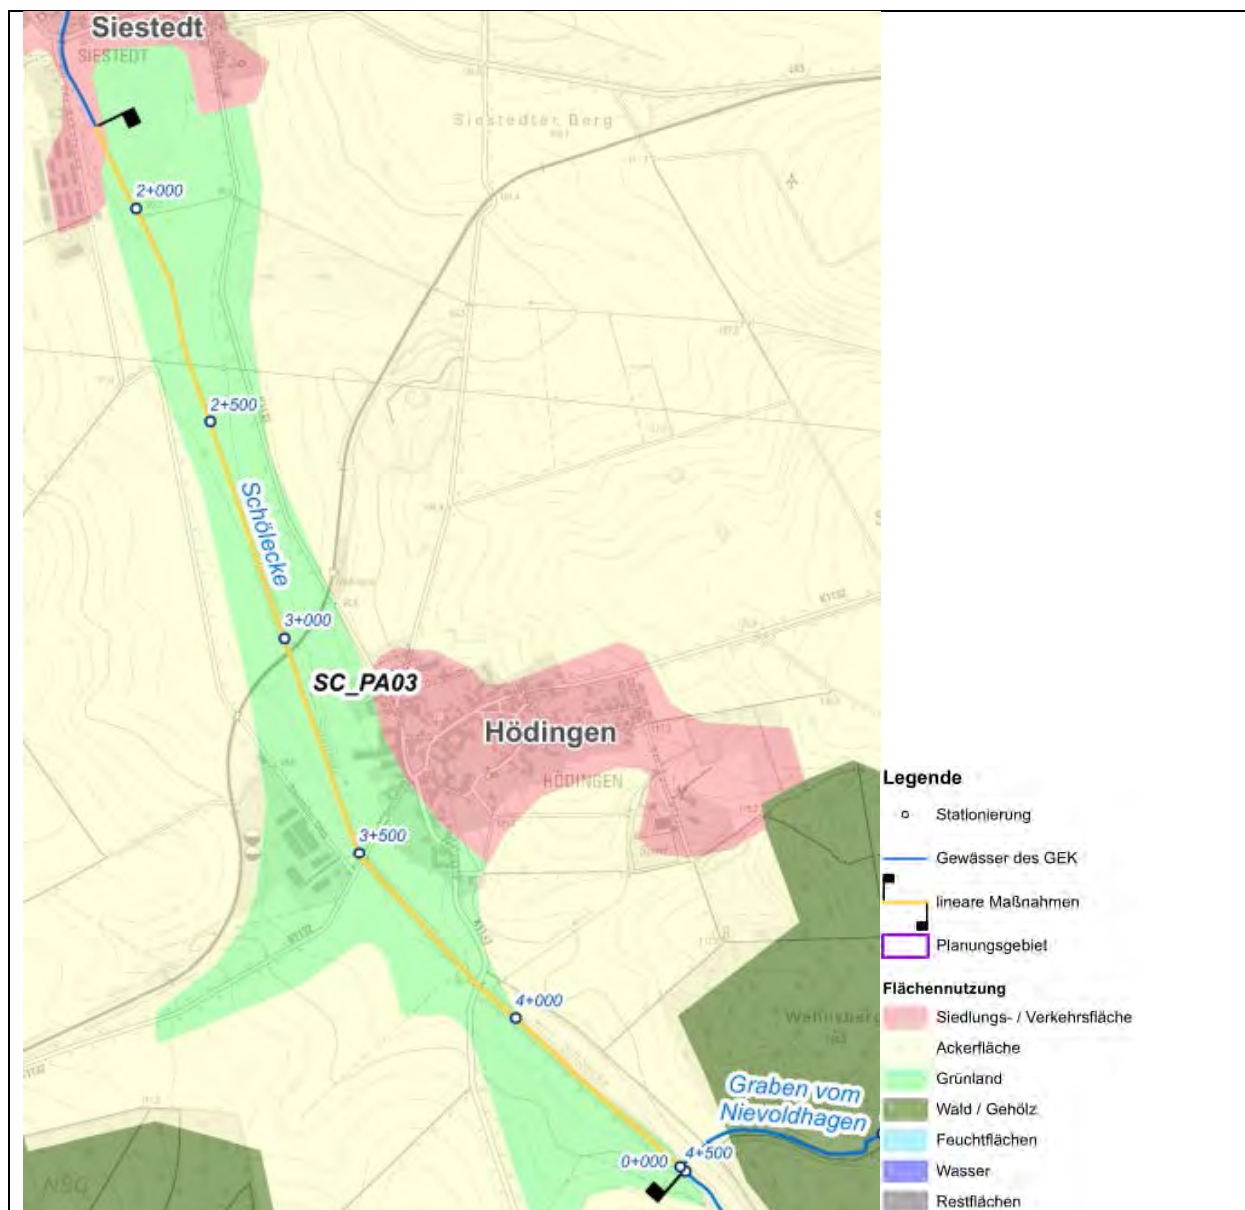 Siestedt
SIESTEDT
Siestedter Berg
2+000
2+500
Schölecke
3+000
SC_PA03
K1132
Hödingen
HÖDINGEN
3+500
K1132
4+000
Graben vom
Nievoldhagen
0+000
4+500
NSG
Legende
Stationierung
Gewässer des GEK
lineare Maßnahmen
Planungsgebiet
Flächennutzung
Siedlungs- / Verkehrsfläche
Ackerfläche
Grünland
Wald / Gehölz
Feuchtflächen
Wasser
Restflächen